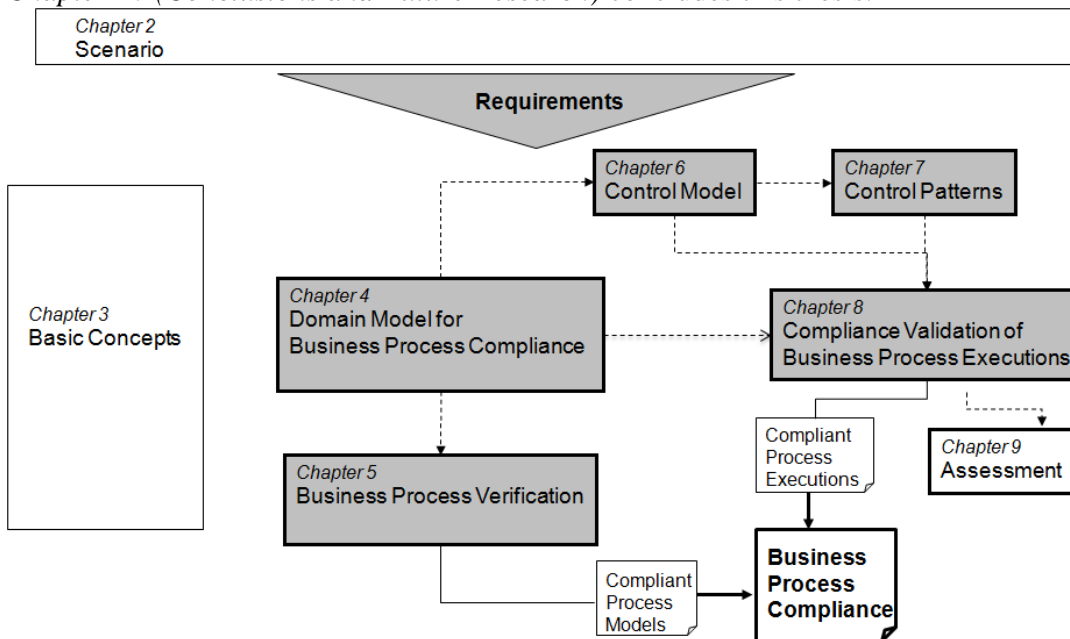 Chapter 2
Scenario
Requirements
Chapter 6
Control Model
Chapter 7
Control Patterns
Chapter 3
Basic Concepts
Chapter 4
Domain Model for
Business Process Compliance
Chapter 8
Compliance Validation of
Business Process Executions
Compliant
Process
Executions
Chapter 9
Assessment
Chapter 5
Business Process Verification
Compliant
Process
Models
Business
Process
Compliance